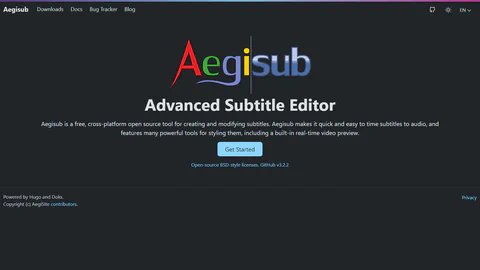 Aegisub Downloads Docs Bug Tracker Blog EN
Aegisub
Advanced Subtitle Editor
Aegisub is a free, cross-platform open source tool for creating and modifying subtitles. Aegisub makes it quick and easy to time subtitles to audio, and
features many powerful tools for styling them, including a built-in real-time video preview.
Get Started
Open-source BSD-style licenses. GitHub v3.2.2
Powered by Hugo and Doks. Privacy
Copyright (c) AegiSite contributors.